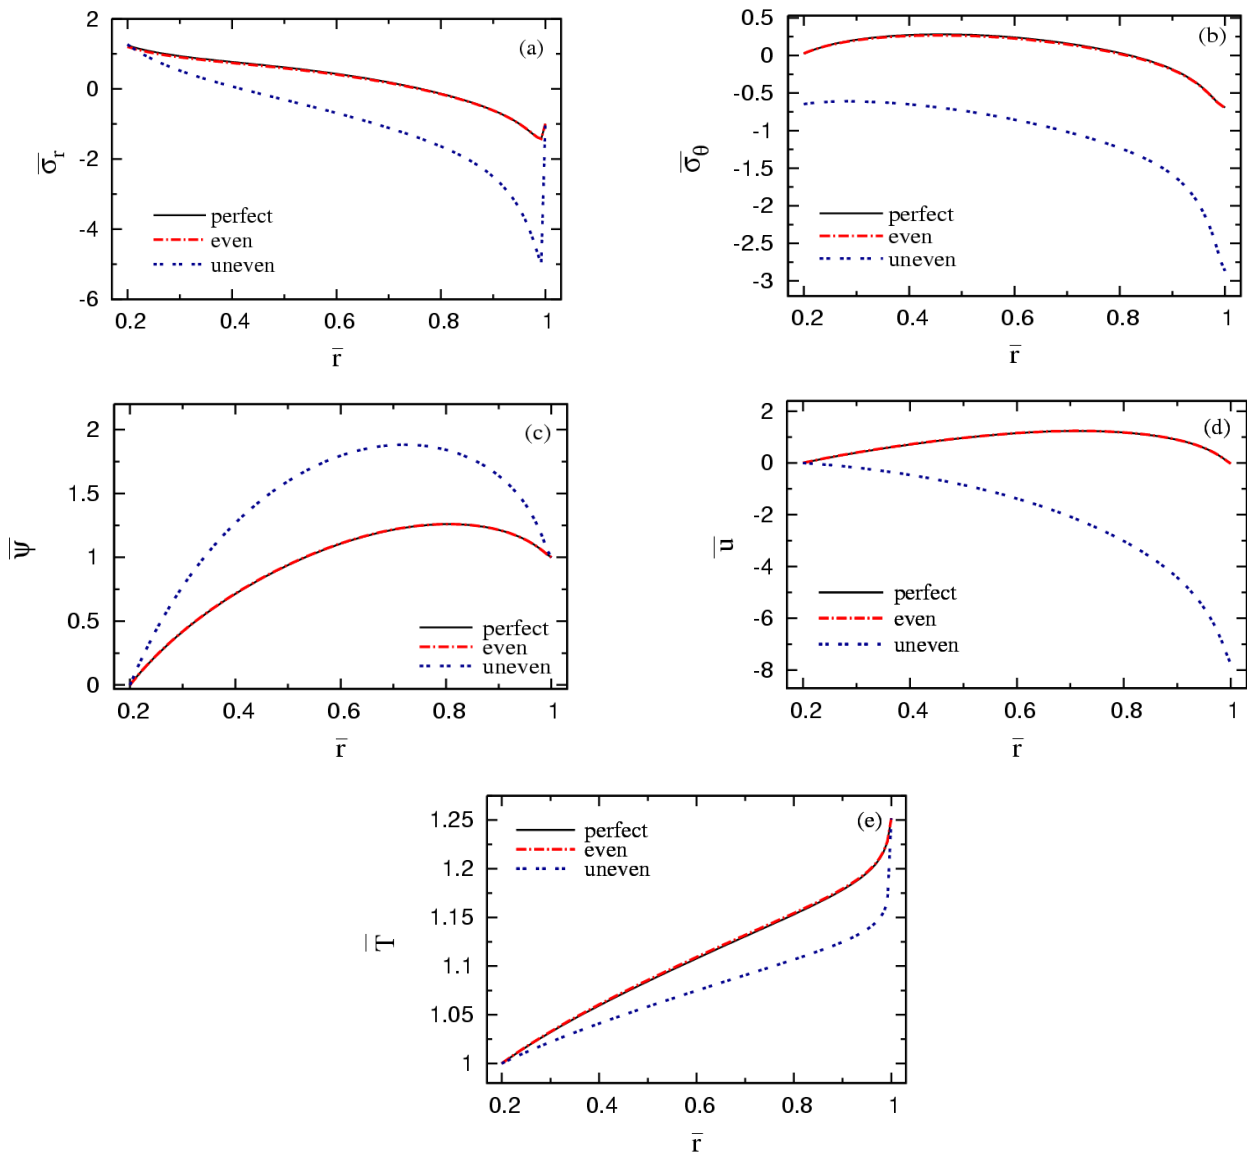 2
0
-2
-4
-6
0.2 0.4 0.6 0.8 1
σ̅r
r̅
(a)
perfect
even
uneven
0.5
0
-0.5
-1
-1.5
-2
-2.5
-3
0.2 0.4 0.6 0.8 1
σ̅θ
r̅
(b)
perfect
even
uneven
2
1.5
1
0.5
0
0.2 0.4 0.6 0.8 1
ψ̅
r̅
(c)
perfect
even
uneven
2
0
-2
-4
-6
-8
0.2 0.4 0.6 0.8 1
u̅
r̅
(d)
perfect
even
uneven
1.25
1.2
1.15
1.1
1.05
1
0.2 0.4 0.6 0.8 1
T̅
r̅
(e)
perfect
even
uneven